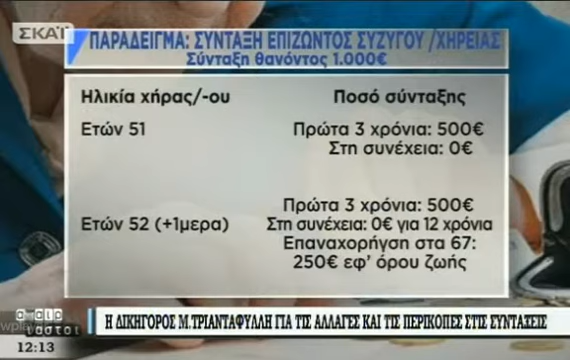 ΣΚΑΪ
ΠΑΡΑΔΕΙΓΜΑ: ΣΥΝΤΑΞΗ ΕΠΙΖΩΝΤΟΣ ΣΥΖΥΓΟΥ /ΧΗΡΕΙΑΣ
Σύνταξη θανόντος 1.000€
Ηλικία χήρας/-ου Ποσό σύνταξης
Ετών 51 Πρώτα 3 χρόνια: 500€
Στη συνέχεια: 0€
Πρώτα 3 χρόνια: 500€
Ετών 52 (+1μερα) Στη συνέχεια: 0€ για 12 χρόνια
Επαναχορήγηση στα 67:
250€ εφ' όρου ζωής
Η ΔΙΚΗΓΟΡΟΣ Μ.ΤΡΙΑΝΤΑΦΥΛΛΗ ΓΙΑ ΤΙΣ ΑΛΛΑΓΕΣ ΚΑΙ ΤΙΣ ΠΕΡΙΚΟΠΕΣ ΣΤΙΣ ΣΥΝΤΑΞΕΙΣ
12:13